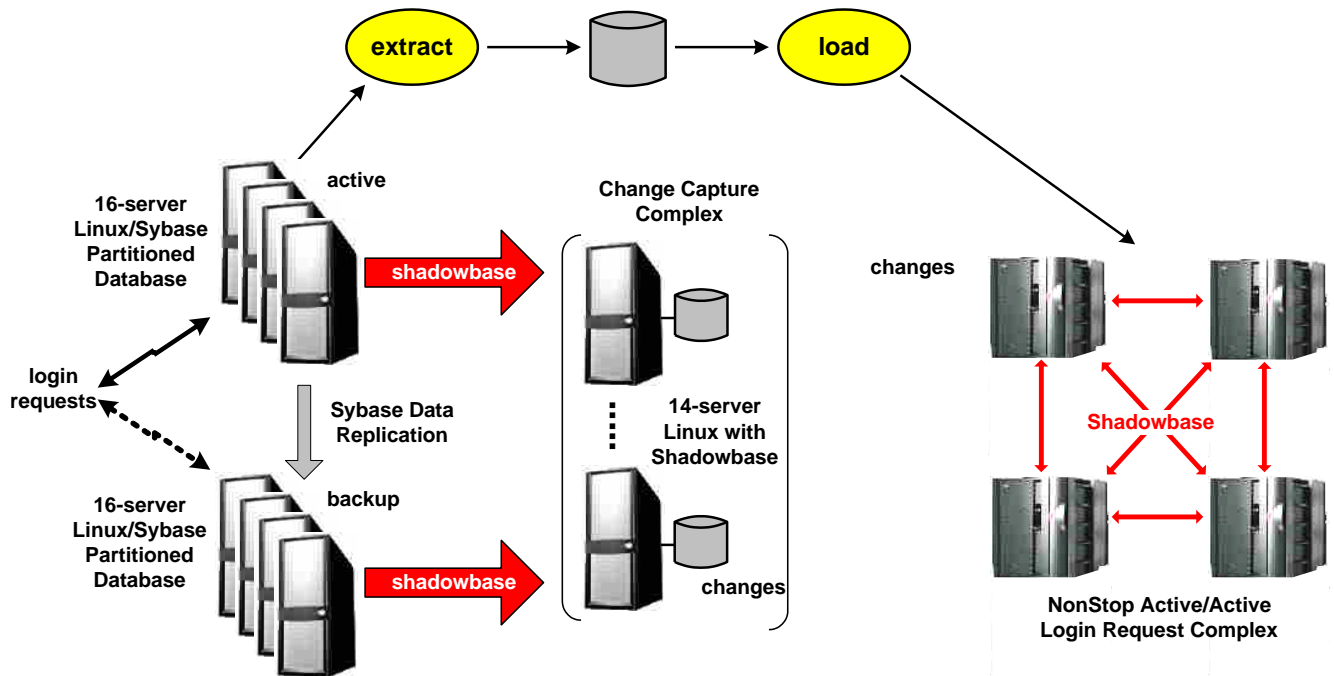 extract
load
active
16-server
Linux/Sybase
Partitioned
Database
shadowbase
Change Capture
Complex
changes
login
requests
Sybase Data
Replication
14-server
Linux with
Shadowbase
Shadowbase
backup
16-server
Linux/Sybase
Partitioned
Database
shadowbase
changes
NonStop Active/Active
Login Request Complex